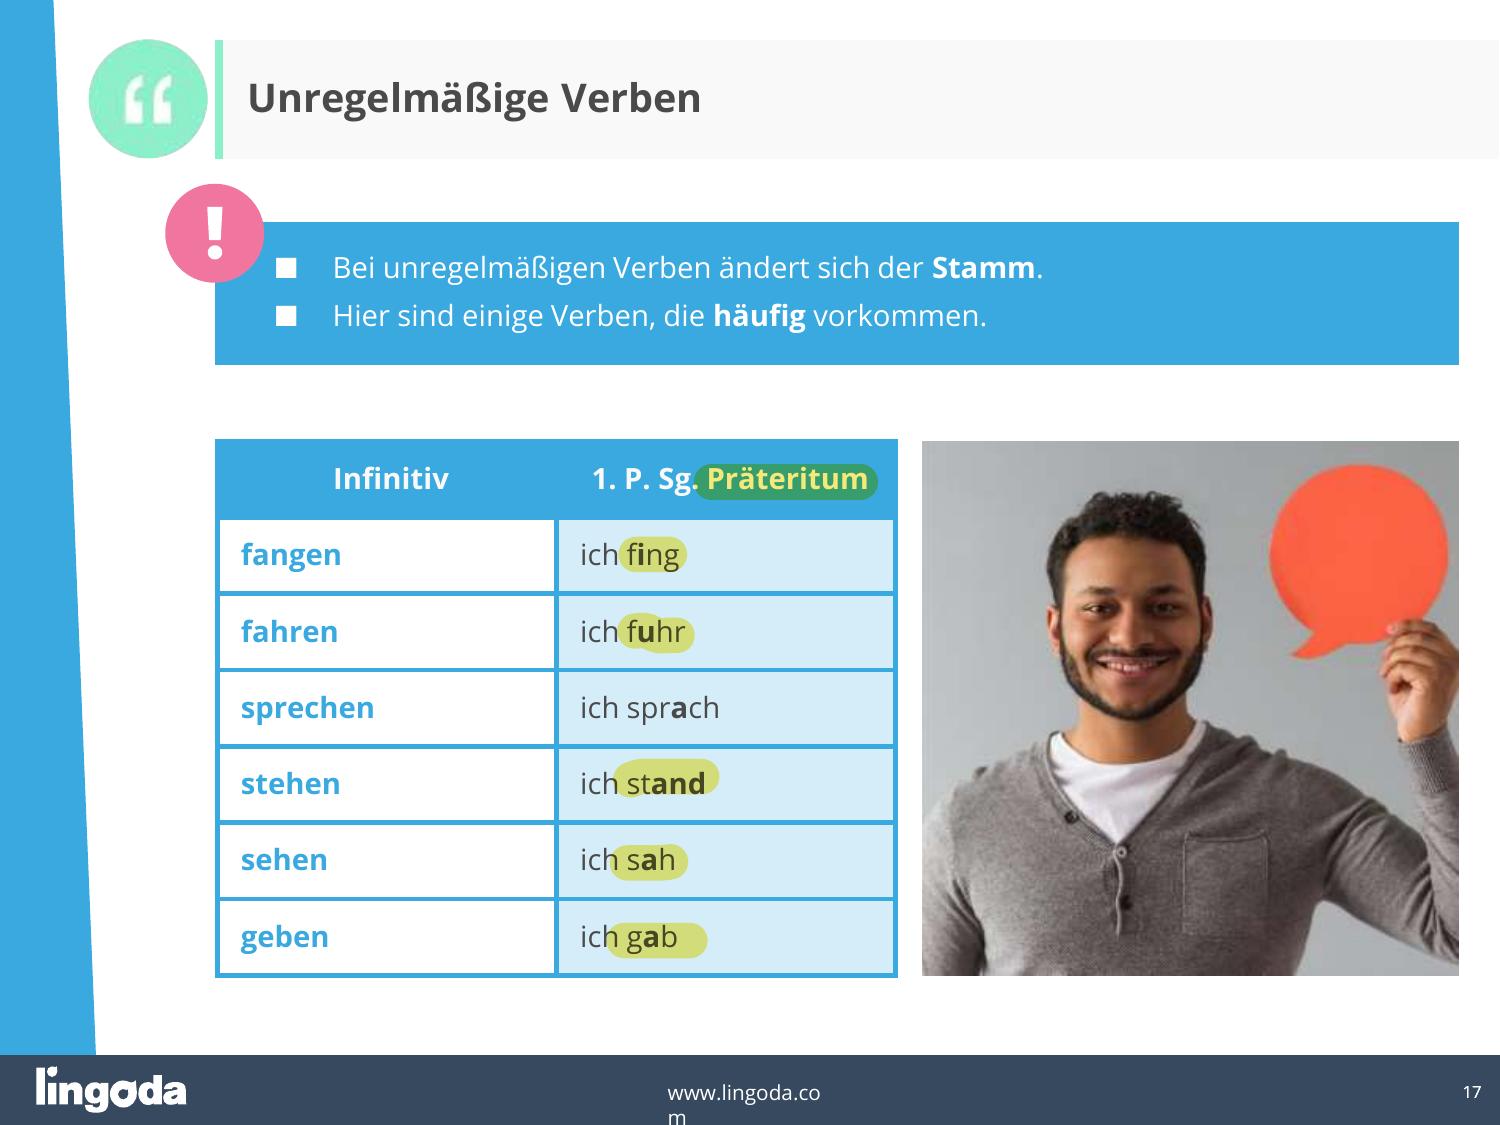 Unregelmäßige Verben
!
■ Bei unregelmäßigen Verben ändert sich der Stamm.
■ Hier sind einige Verben, die häufig vorkommen.
Infinitiv 1. P. Sg. Präteritum
fangen ich fing
fahren ich fuhr
sprechen ich sprach
stehen ich stand
sehen ich sah
geben ich gab
lingoda www.lingoda.co 17
m